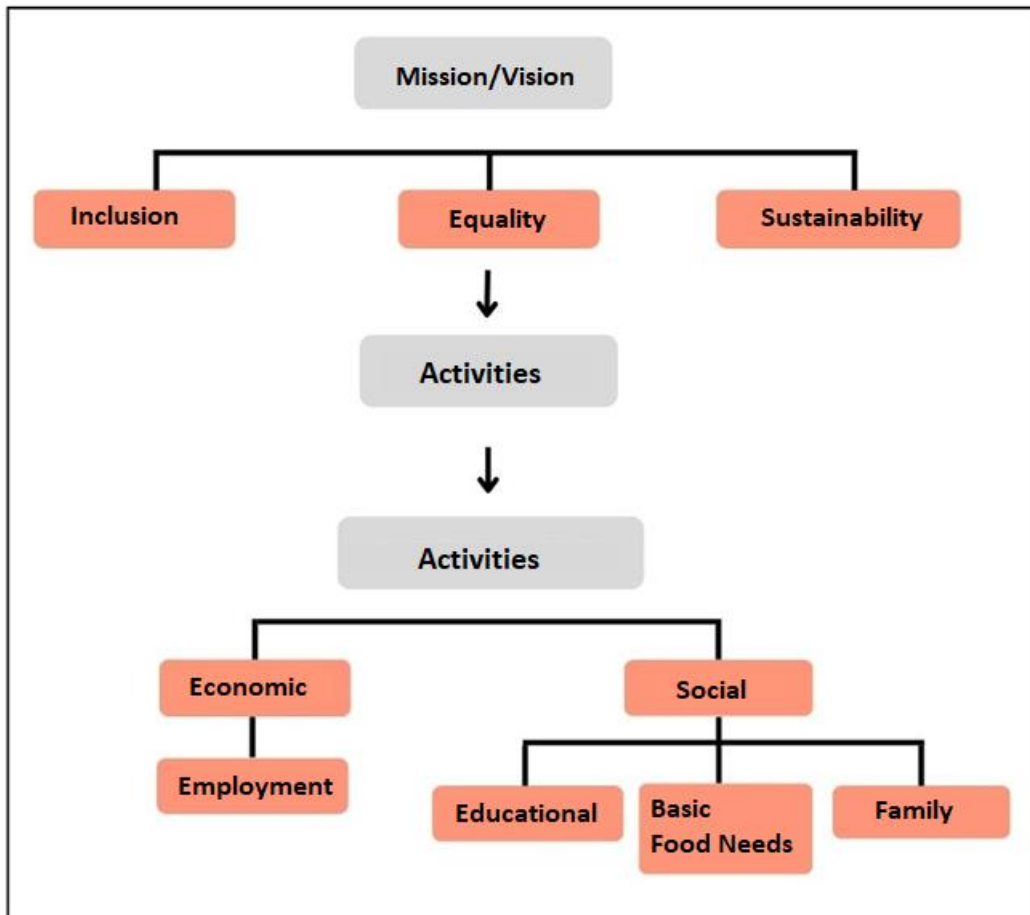 Mission/Vision
Inclusion
Equality
Sustainability
Activities
Activities
Economic
Social
Employment
Educational
Basic
Food Needs
Family